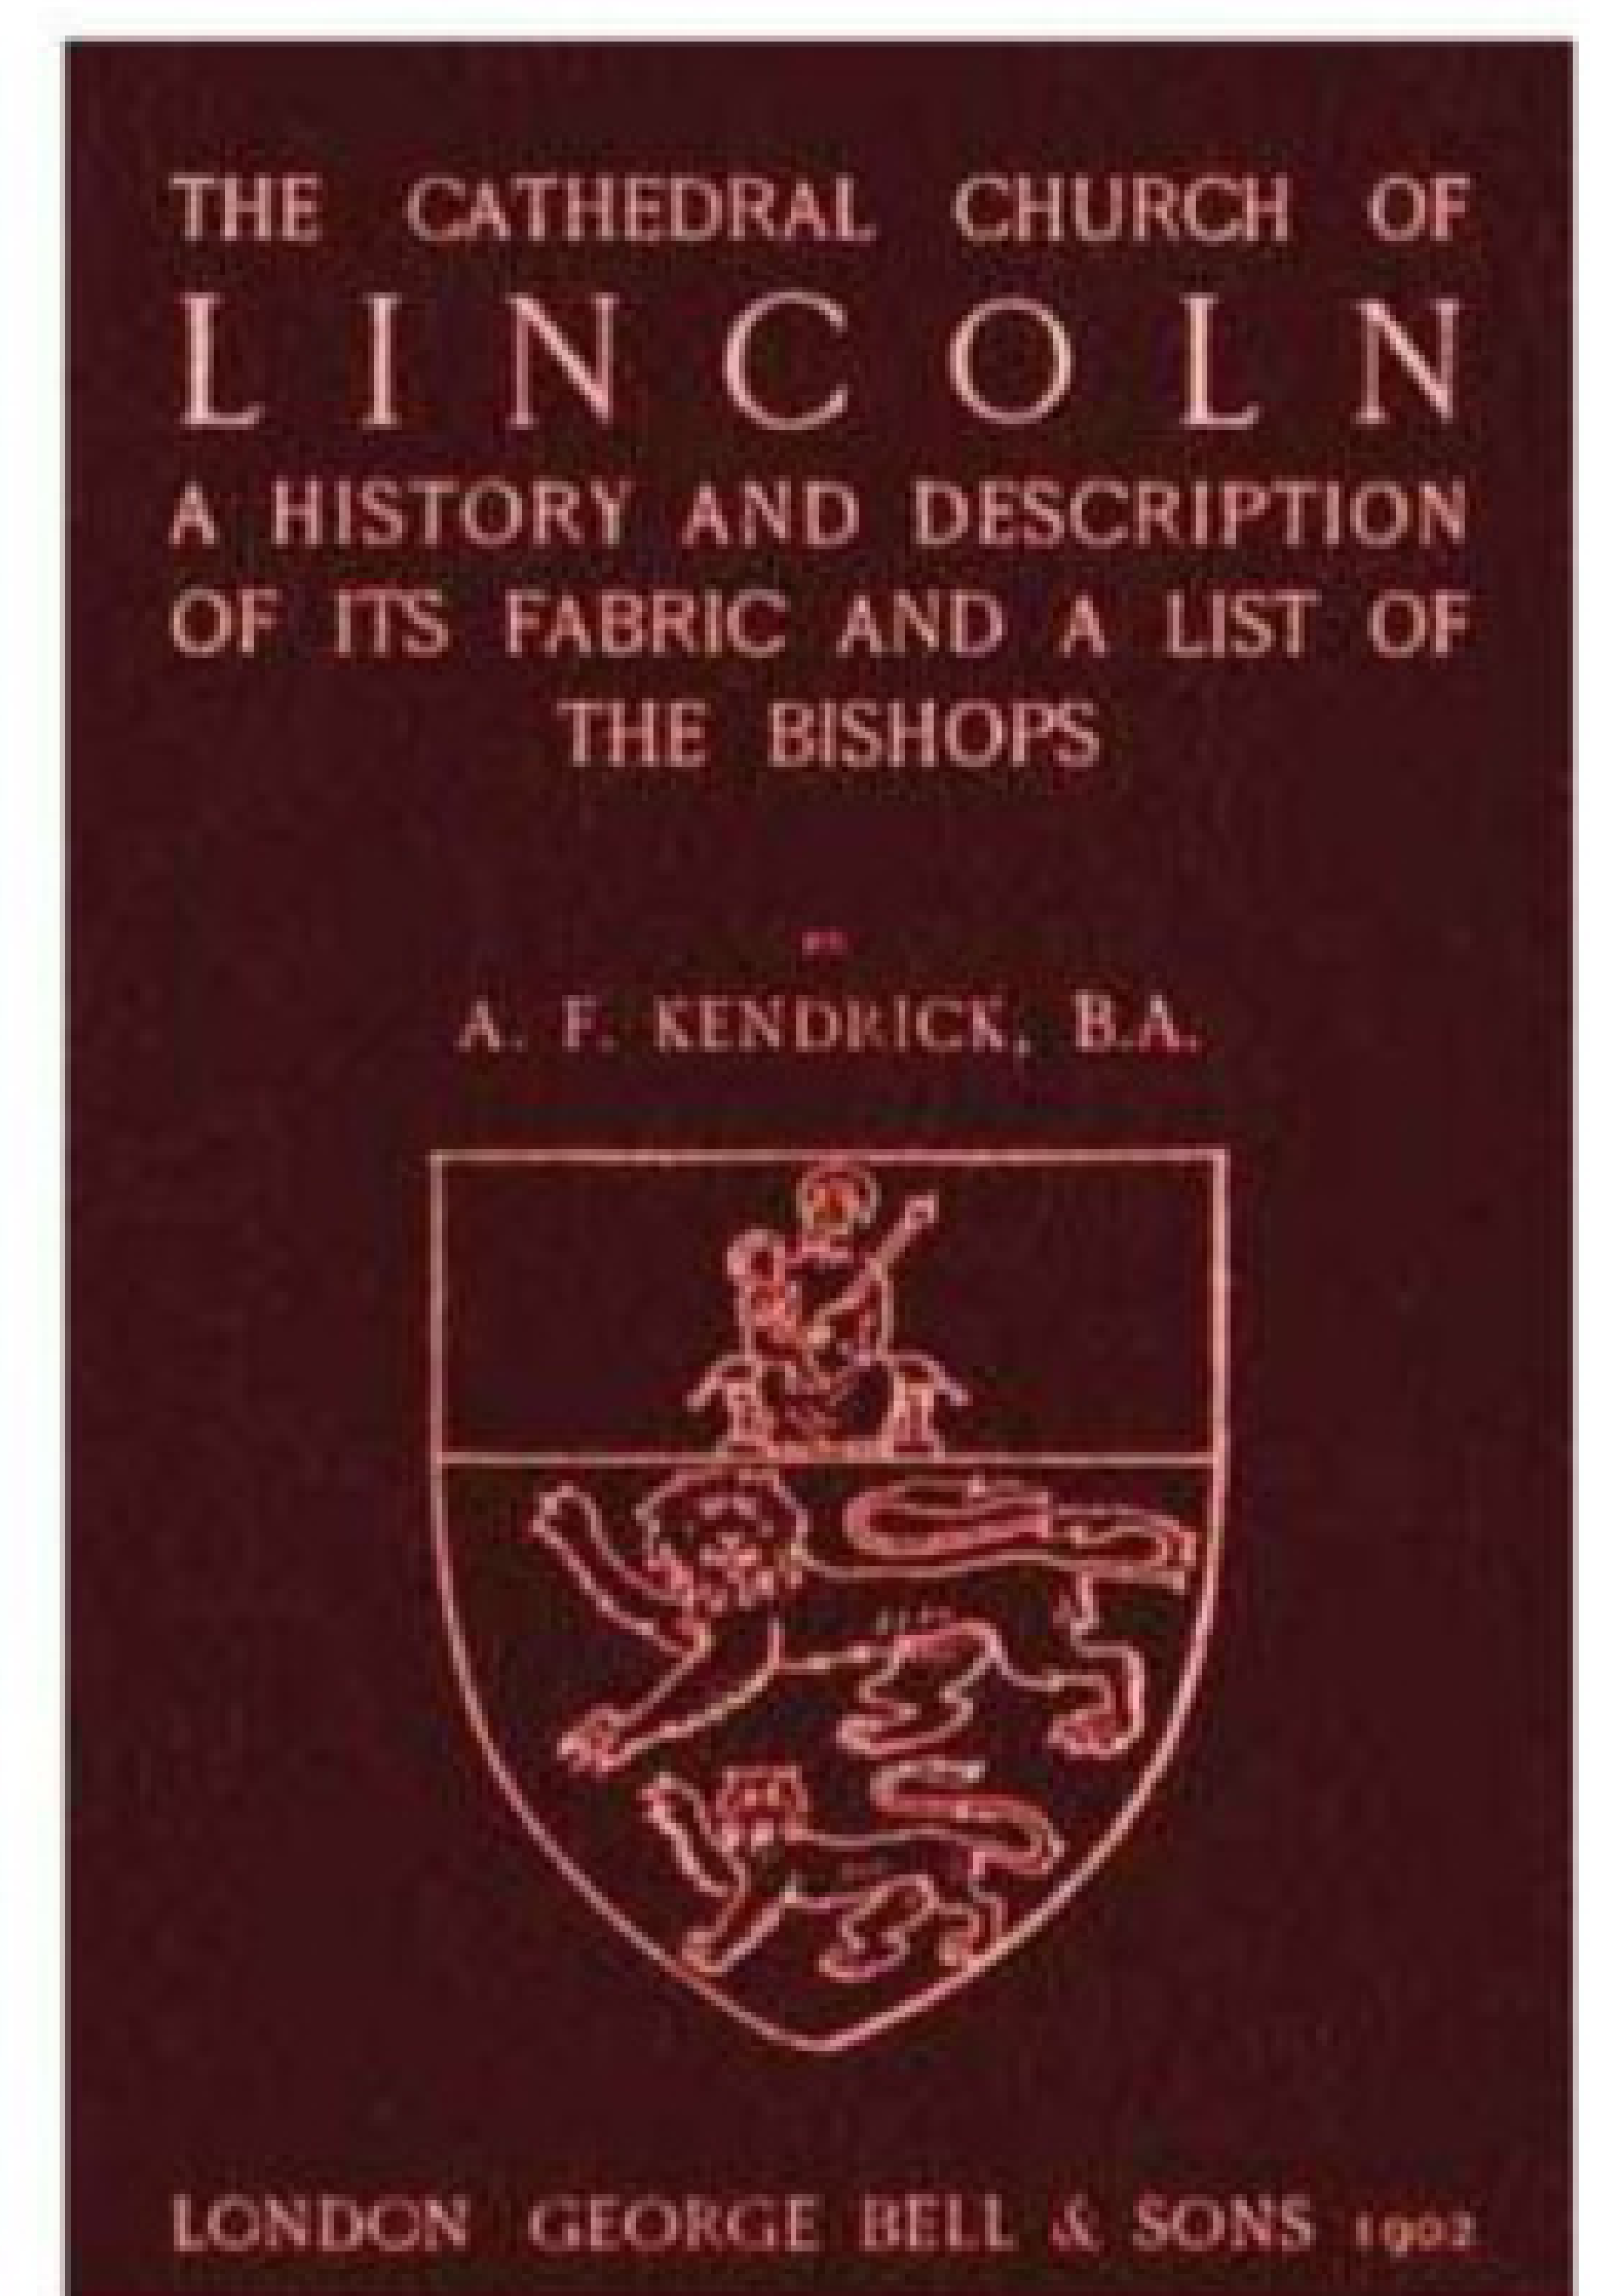 THE CATHEDRAL CHURCH OF
LINCOLN
A HISTORY AND DESCRIPTION
OF ITS FABRIC AND A LIST OF
THE BISHOPS
BY
A. F. KENDRICK, B.A.
LONDON GEORGE BELL & SONS 1902